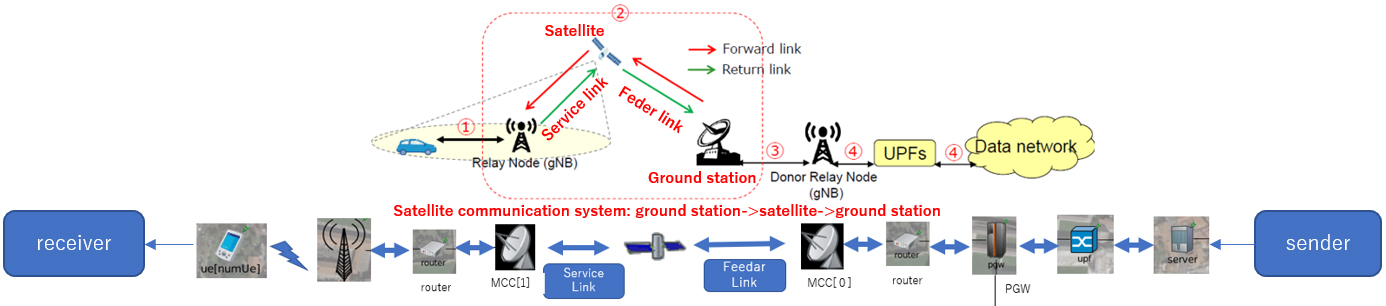 ②
Satellite
Forward link
Return link
Service link
Feder link
①
Relay Node (gNB)
Ground station
③
Donor Relay Node
(gNB)
④
UPFs
④
Data network
Satellite communication system: ground station->satellite->ground station
receiver
ue[numUe]
router
router
MCC[1]
Service
Link
Feedar
Link
MCC[ 0 ]
router
router
pgw
PGW
upf
server
sender